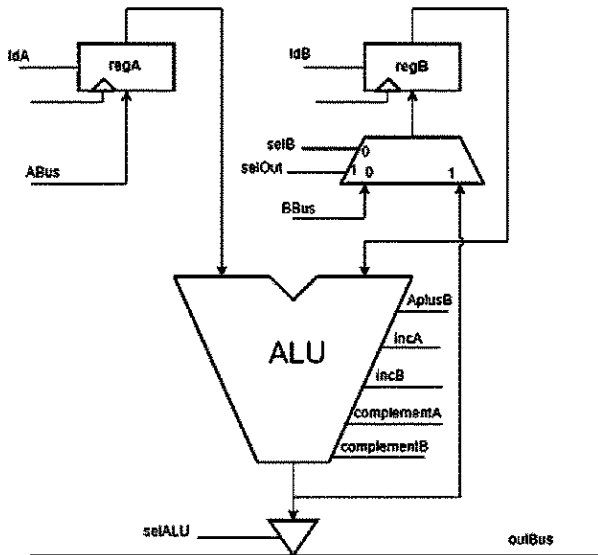 ldA
regA
ldB
regB
selB
0
selOut
1
0
1
ABus
BBus
AplusB
ALU
incA
incB
complementA
complementB
selALU
outBus